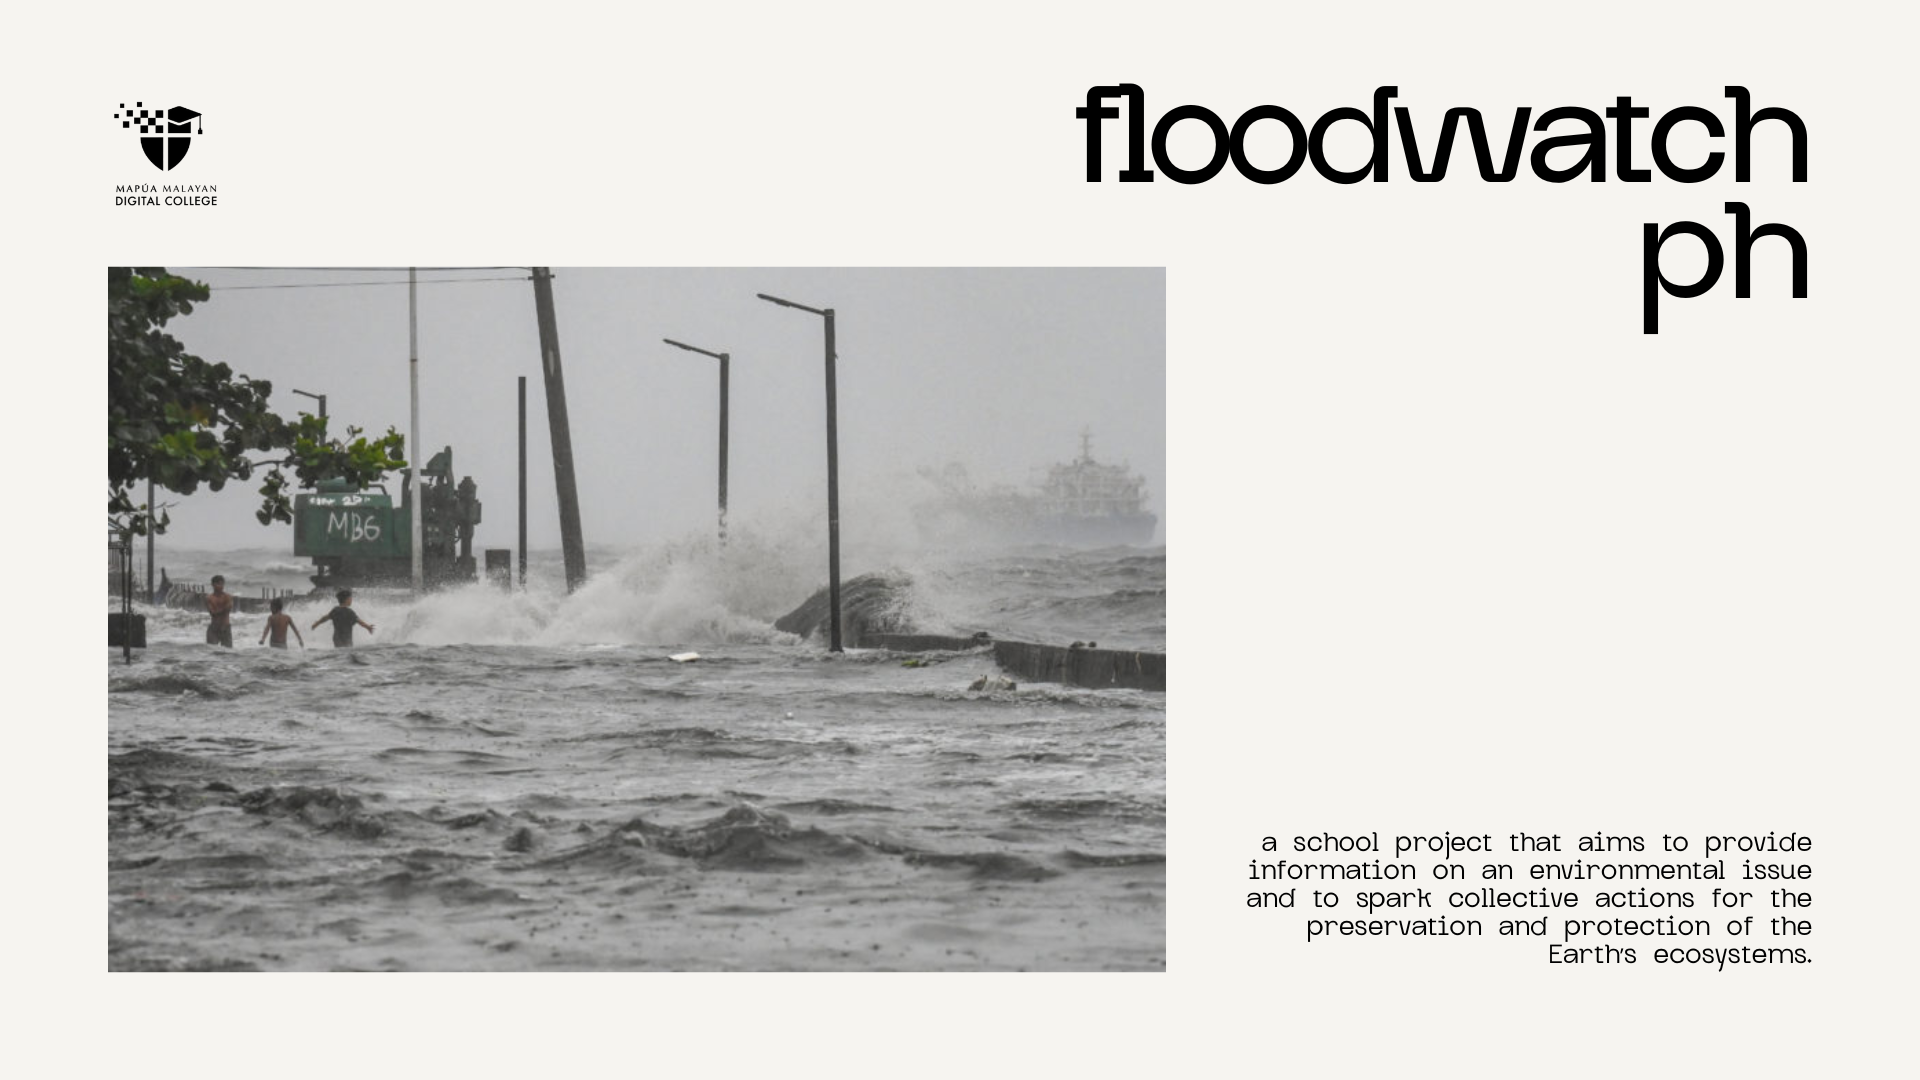 MAPÚA MALAYAN
DIGITAL COLLEGE
floodwatch
ph
MBG
a school project that aims to provide
information on an environmental issue
and to spark collective actions for the
preservation and protection of the
Earth's ecosystems.